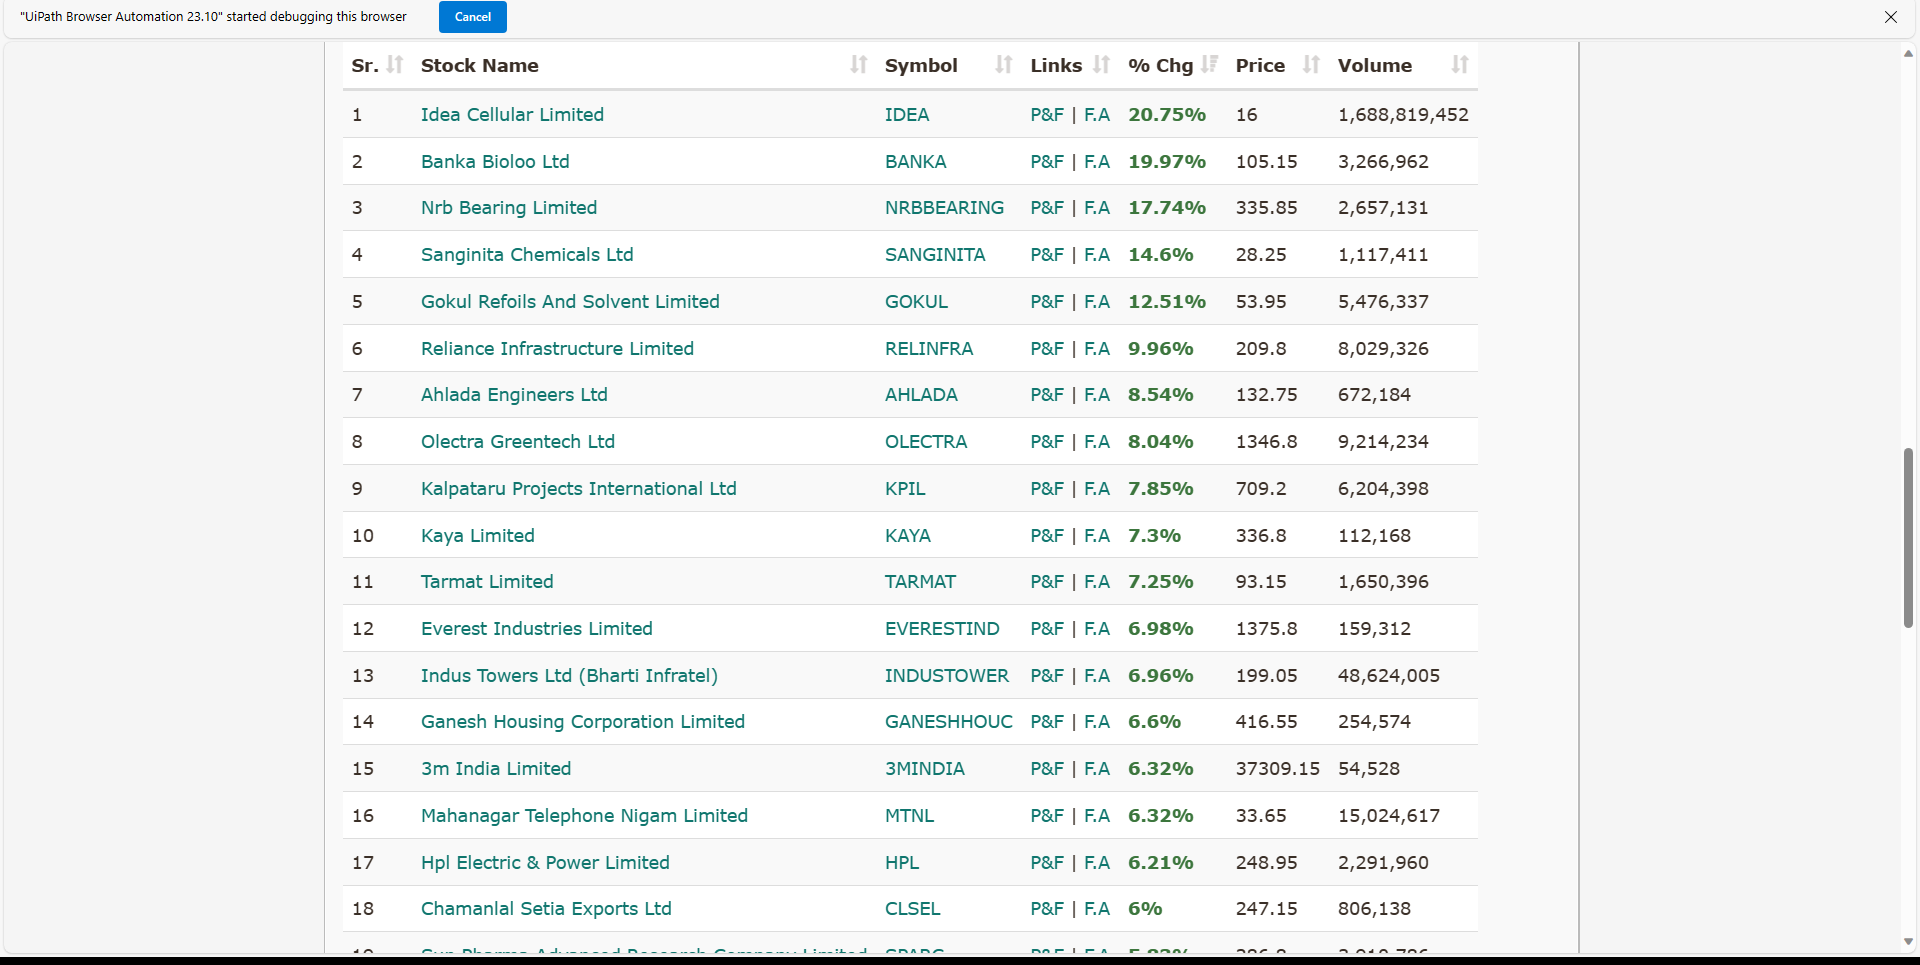 "UiPath Browser Automation 23.10" started debugging this browser Cancel
Sr. Stock Name Symbol Links % Chg Price Volume
1 Idea Cellular Limited IDEA P&F | F.A 20.75% 16 1,688,819,452
2 Banka Bioloo Ltd BANKA P&F | F.A 19.97% 105.15 3,266,962
3 Nrb Bearing Limited NRBBEARING P&F | F.A 17.74% 335.85 2,657,131
4 Sanginita Chemicals Ltd SANGINITA P&F | F.A 14.6% 28.25 1,117,411
5 Gokul Refoils And Solvent Limited GOKUL P&F | F.A 12.51% 53.95 5,476,337
6 Reliance Infrastructure Limited RELINFRA P&F | F.A 9.96% 209.8 8,029,326
7 Ahlada Engineers Ltd AHLADA P&F | F.A 8.54% 132.75 672,184
8 Olectra Greentech Ltd OLECTRA P&F | F.A 8.04% 1346.8 9,214,234
9 Kalpataru Projects International Ltd KPIL P&F | F.A 7.85% 709.2 6,204,398
10 Kaya Limited KAYA P&F | F.A 7.3% 336.8 112,168
11 Tarmat Limited TARMAT P&F | F.A 7.25% 93.15 1,650,396
12 Everest Industries Limited EVERESTIND P&F | F.A 6.98% 1375.8 159,312
13 Indus Towers Ltd (Bharti Infratel) INDUSTOWER P&F | F.A 6.96% 199.05 48,624,005
14 Ganesh Housing Corporation Limited GANESHHOUC P&F | F.A 6.6% 416.55 254,574
15 3m India Limited 3MINDIA P&F | F.A 6.32% 37309.15 54,528
16 Mahanagar Telephone Nigam Limited MTNL P&F | F.A 6.32% 33.65 15,024,617
17 Hpl Electric & Power Limited HPL P&F | F.A 6.21% 248.95 2,291,960
18 Chamanlal Setia Exports Ltd CLSEL P&F | F.A 6% 247.15 806,138